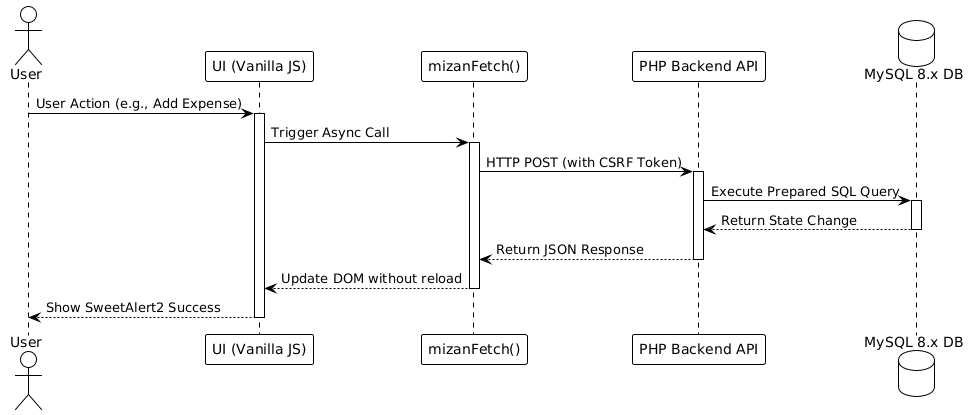 User
UI (Vanilla JS)
mizanFetch()
PHP Backend API
MySQL 8.x DB
User Action (e.g., Add Expense)
Trigger Async Call
HTTP POST (with CSRF Token)
Execute Prepared SQL Query
Return State Change
Return JSON Response
Update DOM without reload
Show SweetAlert2 Success
User
UI (Vanilla JS)
mizanFetch()
PHP Backend API
MySQL 8.x DB